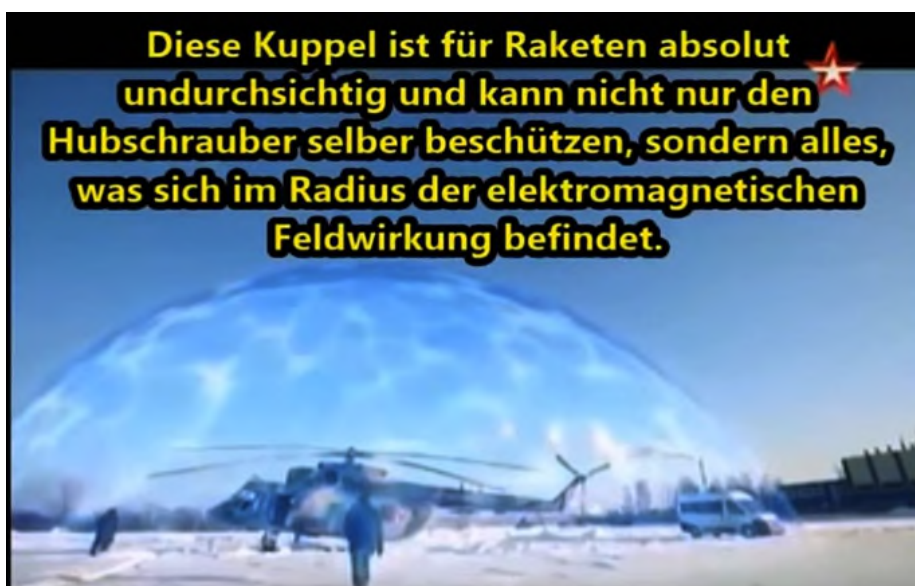 Diese Kuppel ist für Raketen absolut
undurchsichtig und kann nicht nur den
Hubschrauber selber beschützen, sondern alles,
was sich im Radius der elektromagnetischen
Feldwirkung befindet.